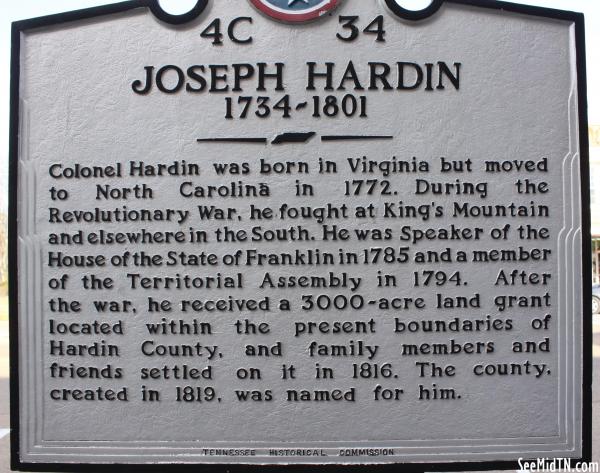 4C 34
JOSEPH HARDIN
1734-1801
Colonel Hardin was born in Virginia but moved
to North Carolina in 1772. During the
Revolutionary War, he fought at King's Mountain
and elsewhere in the South. He was Speaker of the
House of the State of Franklin in 1785 and a member
of the Territorial Assembly in 1794. After
the war, he received a 3000-acre land grant
located within the present boundaries of
Hardin County, and family members and
friends settled on it in 1816. The county,
created in 1819, was named for him.
TENNESSEE HISTORICAL COMMISSION
SeeMidTN.com